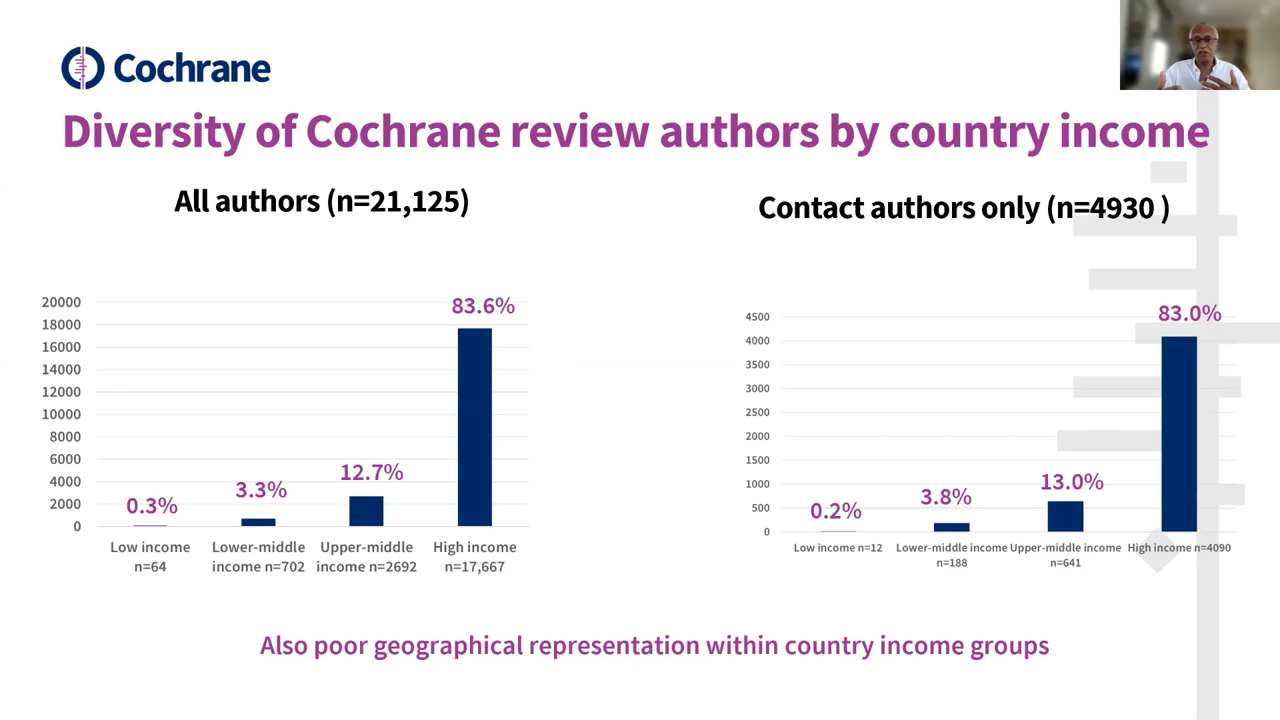 Cochrane
Diversity of Cochrane review authors by country income
All authors (n=21,125)
20000
18000
16000
14000
12000
10000
8000
6000
4000
2000
0
0.3%
3.3%
12.7%
83.6%
Low income
n=64
Lower-middle
income n=702
Upper-middle
income n=2692
High income
n=17,667
Contact authors only (n=4930 )
4500
4000
3500
3000
2500
2000
1500
1000
500
0
0.2%
3.8%
13.0%
83.0%
Low income n=12
Lower-middle income
n=188
Upper-middle income
n=641
High income n=4090
Also poor geographical representation within country income groups